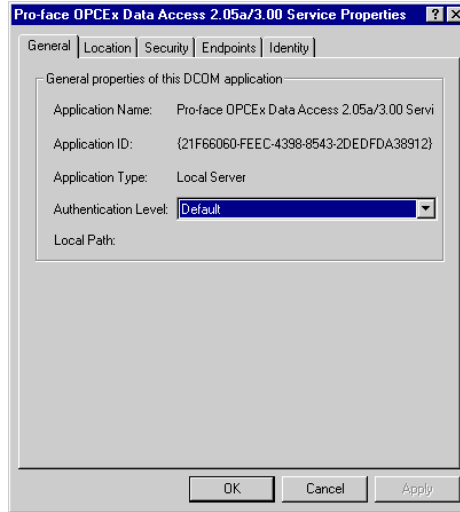 Pro-face OPCEx Data Access 2.05a/3.00 Service Properties
General Location Security Endpoints Identity
General properties of this DCOM application
Application Name: Pro-face OPCEx Data Access 2.05a/3.00 Servi
Application ID: {21F66060-FEEC-4398-8543-2DEDFDA38912}
Application Type: Local Server
Authentication Level: Default
Local Path:
OK Cancel Apply